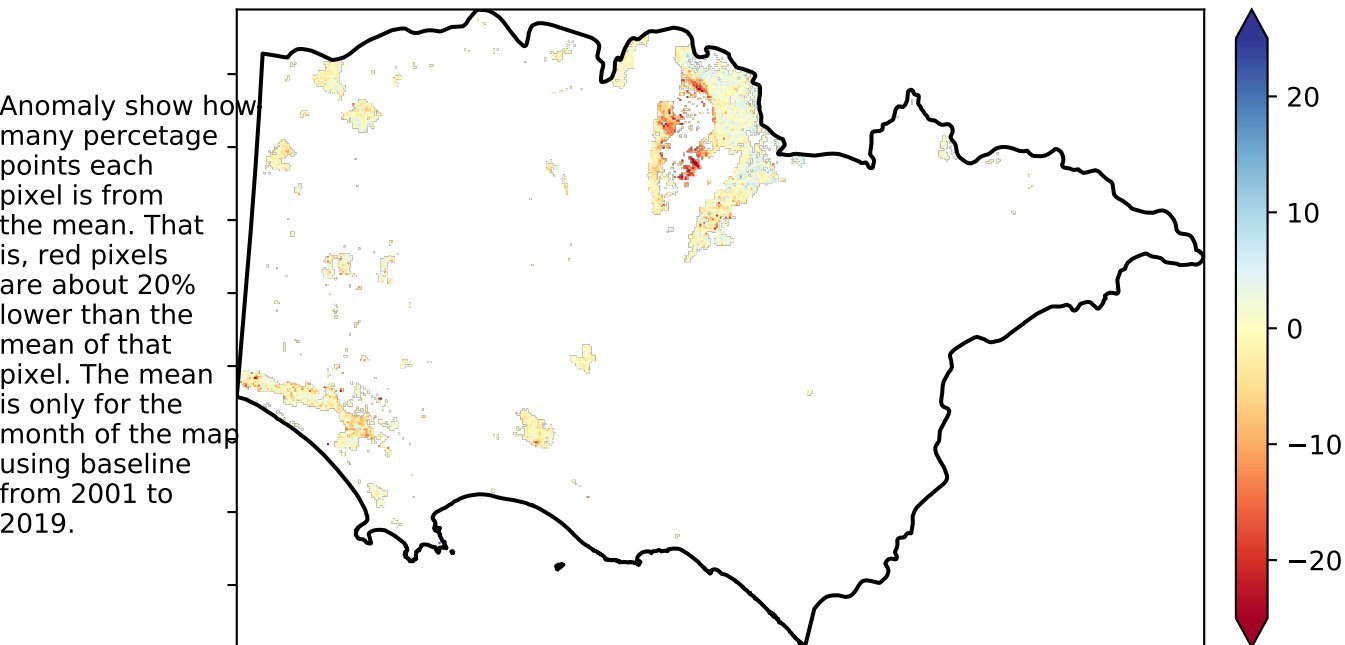 Anomaly show how
many percetage
points each
pixel is from
the mean. That
is, red pixels
are about 20%
lower than the
mean of that
pixel. The mean
is only for the
month of the map
using baseline
from 2001 to
2019.
20
10
0
−10
−20